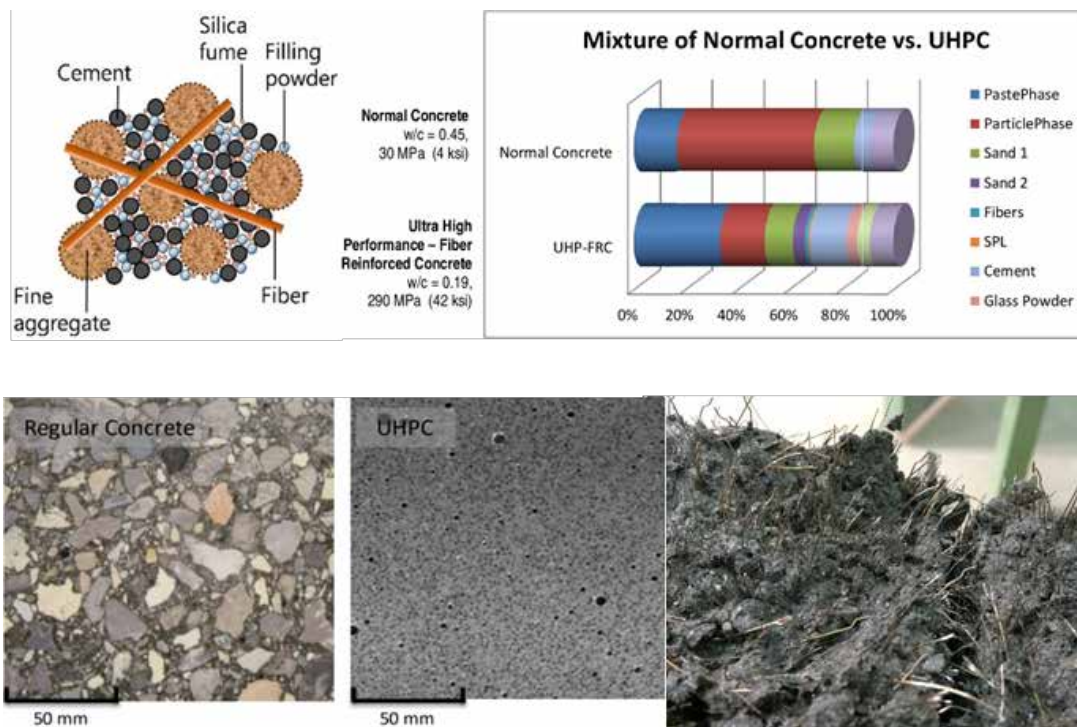 Silica
fume
Filling
powder
Cement
Fine
aggregate
Fiber
Normal Concrete
w/c = 0.45,
30 MPa (4 ksi)
Ultra High
Performance – Fiber
Reinforced Concrete
w/c = 0.19,
290 MPa (42 ksi)
Mixture of Normal Concrete vs. UHPC
Normal Concrete
UHP-FRC
0% 20% 40% 60% 80% 100%
PastePhase
ParticlePhase
Sand 1
Sand 2
Fibers
SPL
Cement
Glass Powder
Regular Concrete
50 mm
UHPC
50 mm